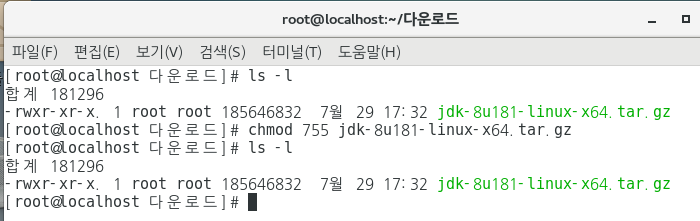 root@localhost:~/다운로드
파일(F) 편집(E) 보기(V) 검색(S) 터미널(T) 도움말(H)
[root@localhost 다운로드]# ls -l
합계 181296
-rwxr-xr-x. 1 root root 185646832  7월 29 17:32 jdk-8u181-linux-x64.tar.gz
[root@localhost 다운로드]# chmod 755 jdk-8u181-linux-x64.tar.gz
[root@localhost 다운로드]# ls -l
합계 181296
-rwxr-xr-x. 1 root root 185646832  7월 29 17:32 jdk-8u181-linux-x64.tar.gz
[root@localhost 다운로드]#